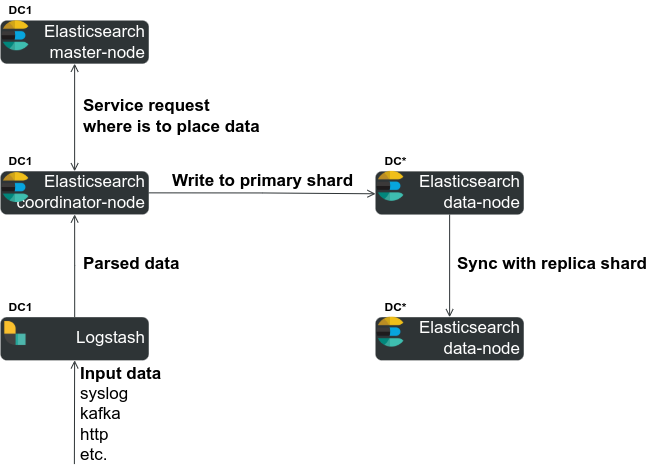 DC1
Elasticsearch
master-node
Service request
where is to place data
DC1
Elasticsearch
coordinator-node
Write to primary shard
DC*
Elasticsearch
data-node
Parsed data
Sync with replica shard
DC1
Logstash
DC*
Elasticsearch
data-node
Input data
syslog
kafka
http
etc.